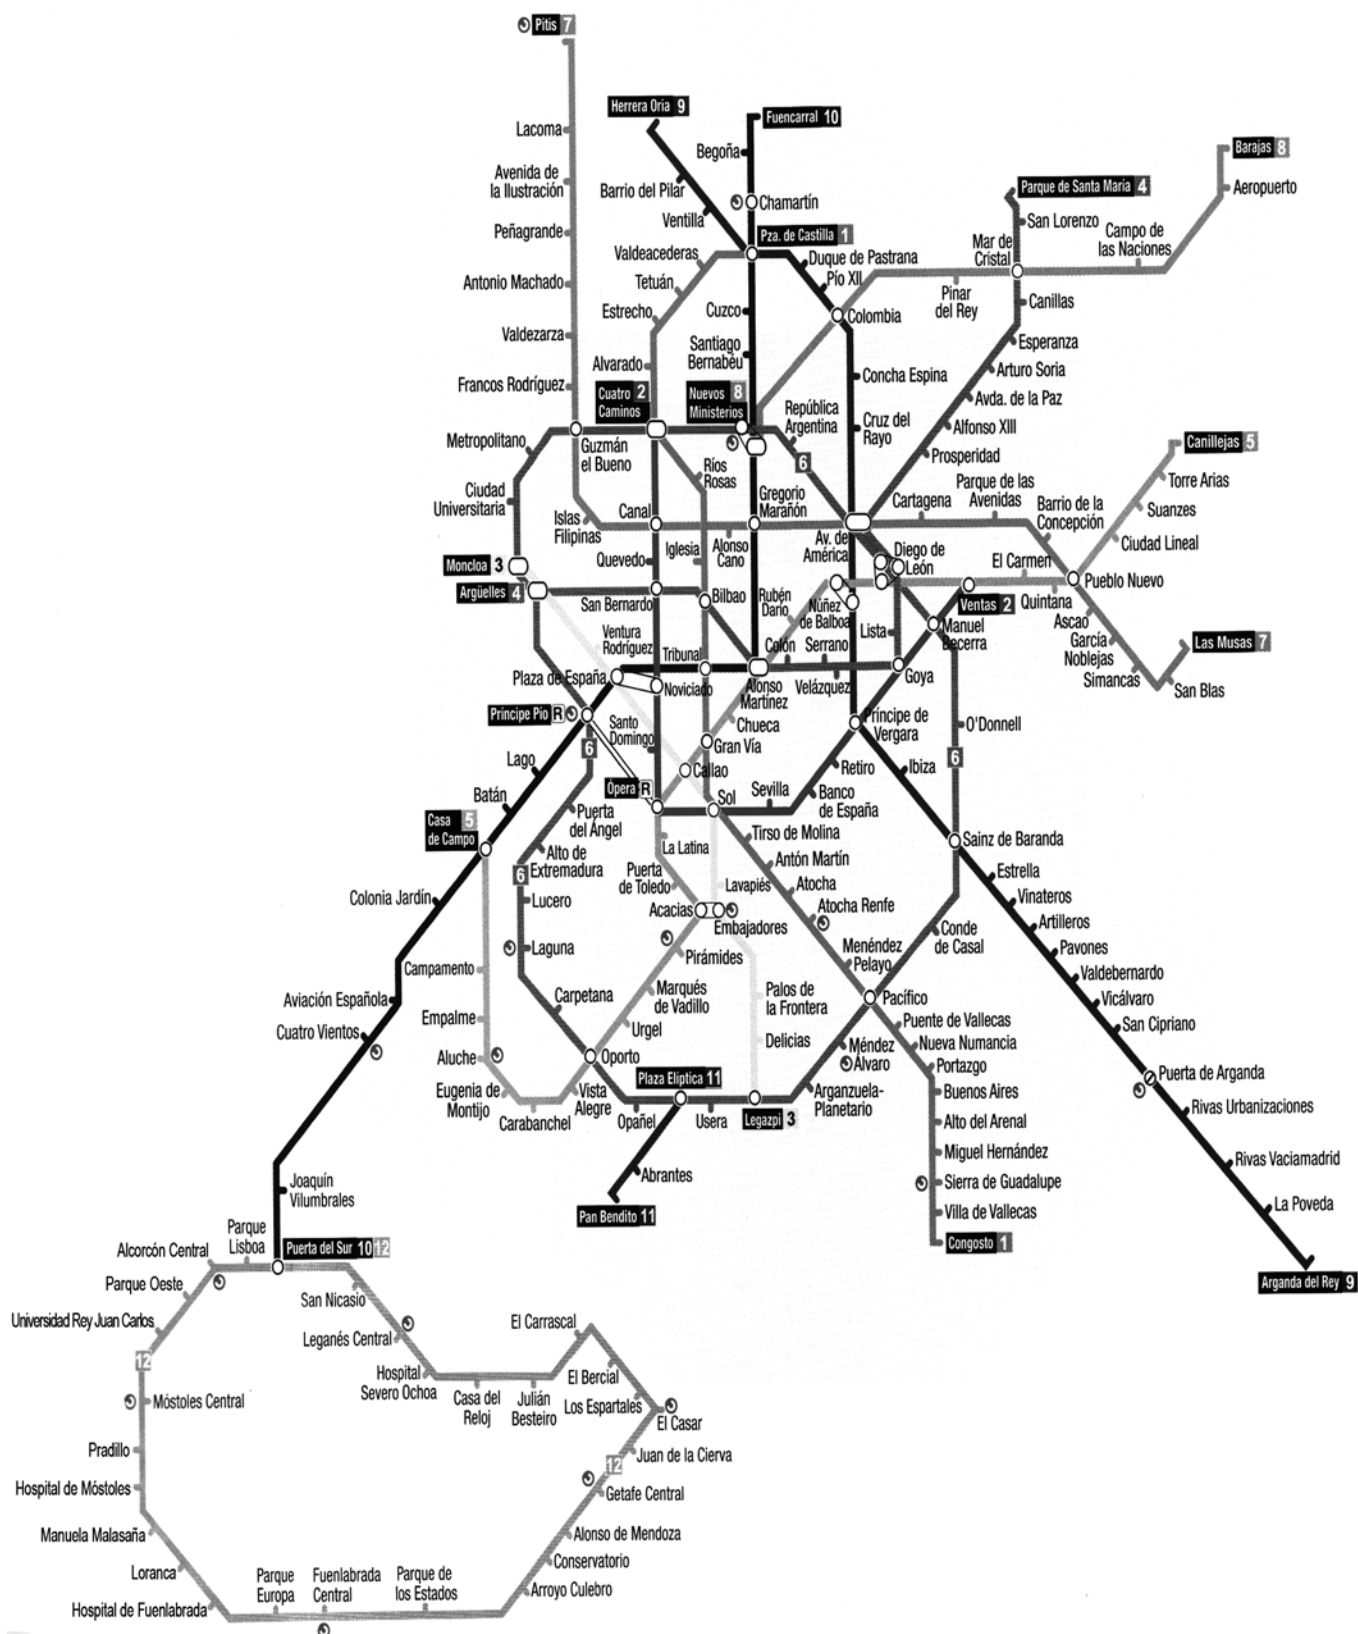 Pitis 7
Herrera Oria 9
Fuencarral 10
Lacoma
Begoña
Barajas 8
Avenida de
la Ilustración
Barrio del Pilar
Parque de Santa María 4
Aeropuerto
Chamartín
Ventilla
San Lorenzo
Peñagrande
Pza. de Castilla 1
Mar de
Cristal
Campo de
las Naciones
Valdeacederas
Duque de Pastrana
Pío XII
Antonio Machado
Tetuán
Pinar
del Rey
Canillas
Estrecho
Cuzco
Colombia
Valdezarza
Santiago
Bernabéu
Esperanza
Alvarado
Arturo Soria
Francos Rodríguez
Concha Espina
Cuatro 2
Caminos
Nuevos 8
Ministerios
República
Argentina
Avda. de la Paz
Cruz del
Rayo
Alfonso XIII
Metropolitano
Guzmán
el Bueno
Canillejas 5
Prosperidad
6
Ríos
Rosas
Torre Arias
Ciudad
Universitaria
Gregorio
Marañón
Cartagena
Parque de las
Avenidas
Barrio de la
Concepción
Suanzes
Islas
Filipinas
Canal
Alonso
Cano
Av. de
América
Ciudad Lineal
Quevedo
Iglesia
Diego de
León
El Carmen
Moncloa 3
Pueblo Nuevo
Argüelles 4
San Bernardo
Bilbao
Rubén
Darío
Núñez
de Balboa
Ventas 2
Quintana
Ascao
Lista
Manuel
Becerra
García
Noblejas
Ventura
Rodríguez
Tribunal
Colón
Serrano
Las Musas 7
Simancas
Plaza de España
Noviciado
Alonso
Martínez
Velázquez
Goya
San Blas
Principe Pío R
Santo
Domingo
Chueca
Príncipe de
Vergara
O'Donnell
6
Gran Vía
6
Lago
Callao
Retiro
Ibiza
Ópera R
Sol
Sevilla
Banco
de España
Batán
Puerta
del Ángel
Casa 5
de Campo
Tirso de Molina
Sainz de Baranda
La Latina
Alto de
Extremadura
Antón Martín
Estrella
6
Puerta
de Toledo
Lavapiés
Atocha
Vinateros
Colonia Jardín
Lucero
Acacias
Embajadores
Atocha Renfe
Artilleros
Conde
de Casal
Laguna
Pirámides
Menéndez
Pelayo
Pavones
Campamento
Valdebernardo
Aviación Española
Carpetana
Marqués
de Vadillo
Palos de
la Frontera
Pacífico
Vicálvaro
Empalme
Urgel
Puente de Vallecas
San Cipriano
Cuatro Vientos
Delicias
Méndez
Álvaro
Nueva Numancia
Aluche
Oporto
Portazgo
Plaza Elíptica 11
Puerta de Arganda
Eugenia de
Montijo
Vista
Alegre
Arganzuela-
Planetario
Buenos Aires
Rivas Urbanizaciones
Carabanchel
Opañel
Usera
Legazpi 3
Alto del Arenal
Miguel Hernández
Rivas Vaciamadrid
Abrantes
Joaquín
Vilumbrales
Sierra de Guadalupe
La Poveda
Pan Bendito 11
Villa de Vallecas
Parque
Lisboa
Alcorcón Central
Puerta del Sur 10 12
Congosto 1
Parque Oeste
Arganda del Rey 9
San Nicasio
Universidad Rey Juan Carlos
Leganés Central
El Carrascal
12
Hospital
Severo Ochoa
El Bercial
Móstoles Central
Casa del
Reloj
Julián
Besteiro
Los Espartales
El Casar
Pradillo
Juan de la Cierva
12
Hospital de Móstoles
Getafe Central
Manuela Malasaña
Alonso de Mendoza
Conservatorio
Loranca
Parque
Europa
Fuenlabrada
Central
Parque de
los Estados
Arroyo Culebro
Hospital de Fuenlabrada